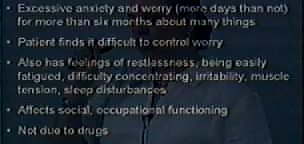 • Excessive anxiety and worry (more days than not)
for more than six months about many things
• Patient finds it difficult to control worry
• Also has feelings of restlessness, being easily
fatigued, difficulty concentrating, irritability, muscle
tension, sleep disturbances
• Affects social, occupational functioning
• Not due to drugs